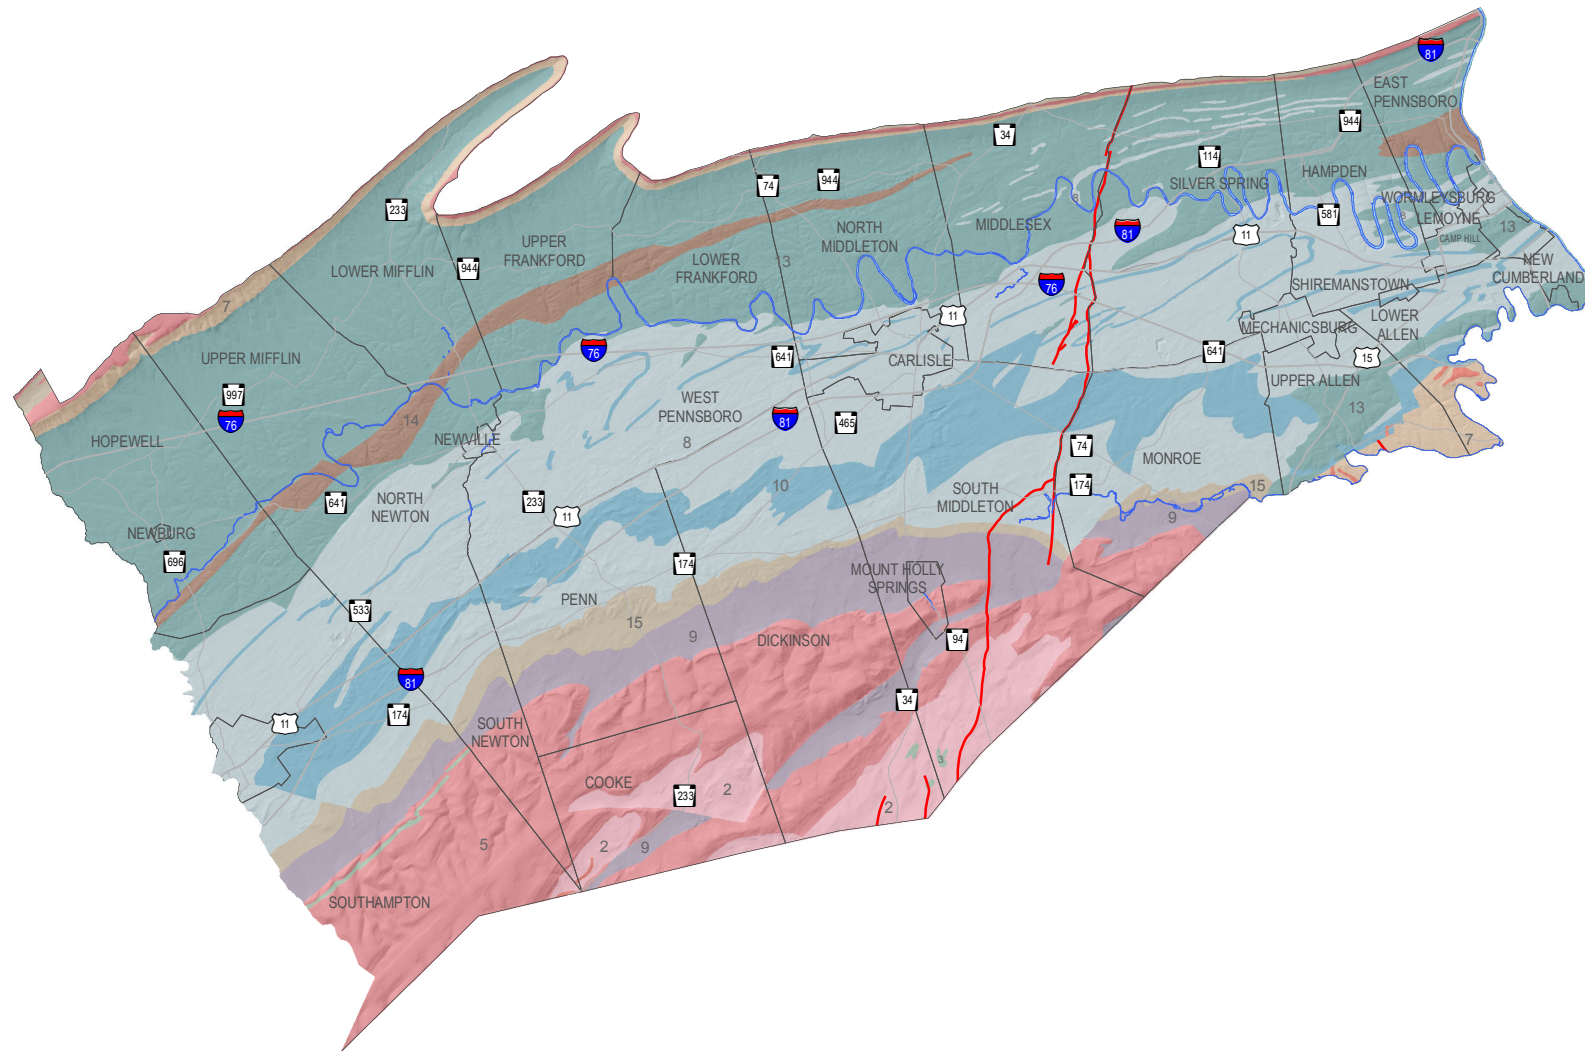 81
EAST
PENNSBORO
944
34
114
HAMPDEN
SILVER SPRING
74
944
233
8
WORMLEYSBURG
8
LEMOYNE
581
13
CAMP HILL
NORTH
MIDDLETON
MIDDLESEX
81
11
UPPER
FRANKFORD
LOWER
FRANKFORD
13
NEW
CUMBERLAND
LOWER MIFFLIN
944
76
SHIREMANSTOWN
7
11
LOWER
ALLEN
MECHANICSBURG
UPPER MIFFLIN
76
641
CARLISLE
641
15
UPPER ALLEN
997
76
WEST
PENNSBORO
81
465
13
14
HOPEWELL
NEWVILLE
8
74
7
MONROE
10
174
15
641
NORTH
NEWTON
233
11
SOUTH
MIDDLETON
9
NEWBURG
696
174
MOUNT HOLLY
SPRINGS
533
PENN
15
9
DICKINSON
94
81
174
11
34
SOUTH
NEWTON
3
COOKE
233
2
2
5
2
9
SOUTHAMPTON